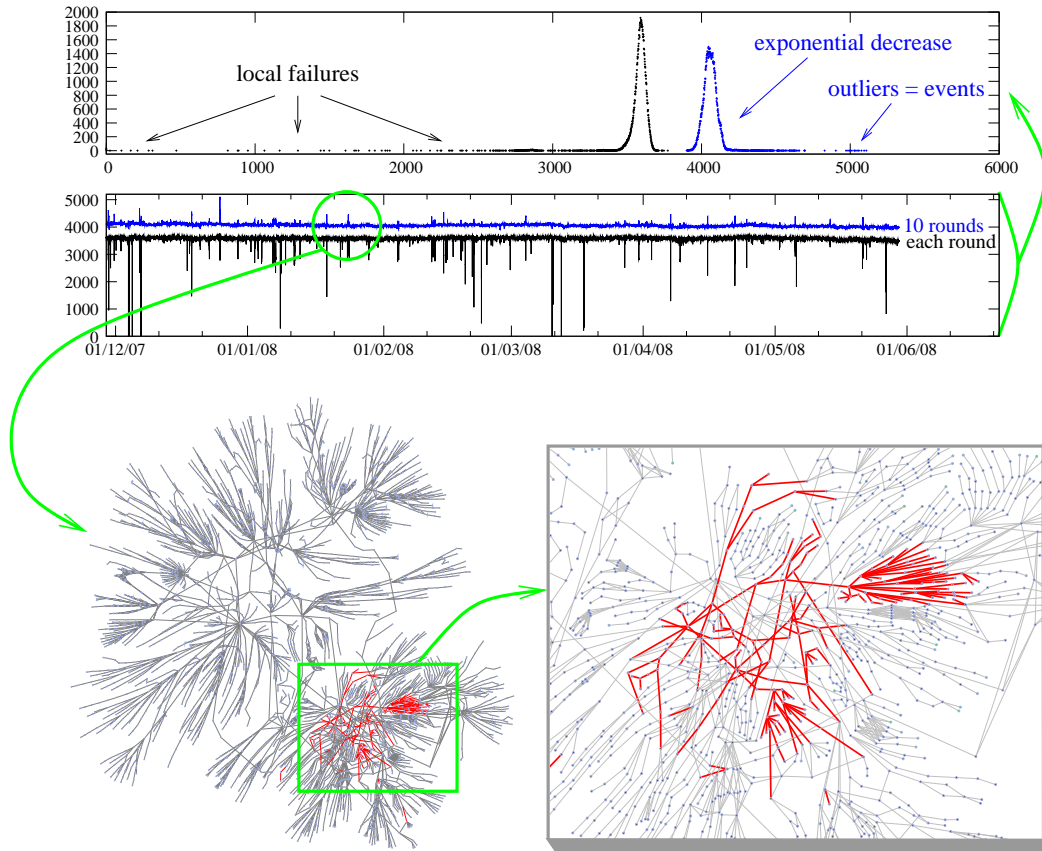 2000
1800
1600
1400
1200
1000
800
600
400
200
0
local failures
exponential decrease
outliers = events
0 1000 2000 3000 4000 5000 6000
5000
4000
3000
2000
1000
0
10 rounds
each round
01/12/07 01/01/08 01/02/08 01/03/08 01/04/08 01/05/08 01/06/08